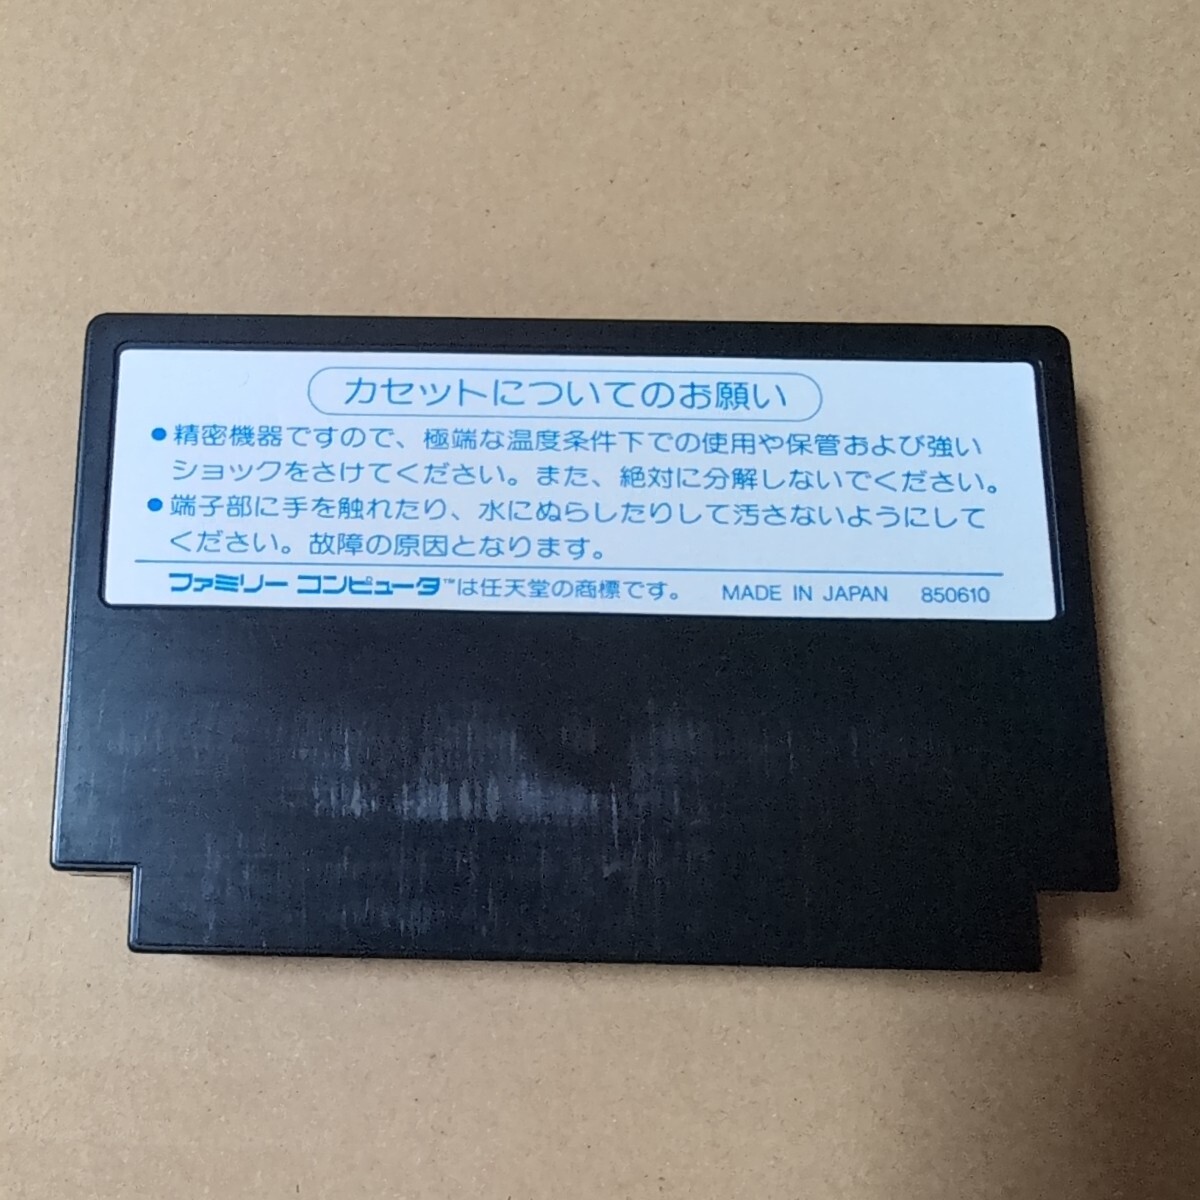 カセットについてのお願い
●精密機器ですので、極端な温度条件下での使用や保管および強い
ショックをさけてください。また、絶対に分解しないでください。
●端子部に手を触れたり、水にぬらしたりして汚さないようにして
ください。故障の原因となります。
ファミリー コンピュータ™は任天堂の商標です。 MADE IN JAPAN 850610